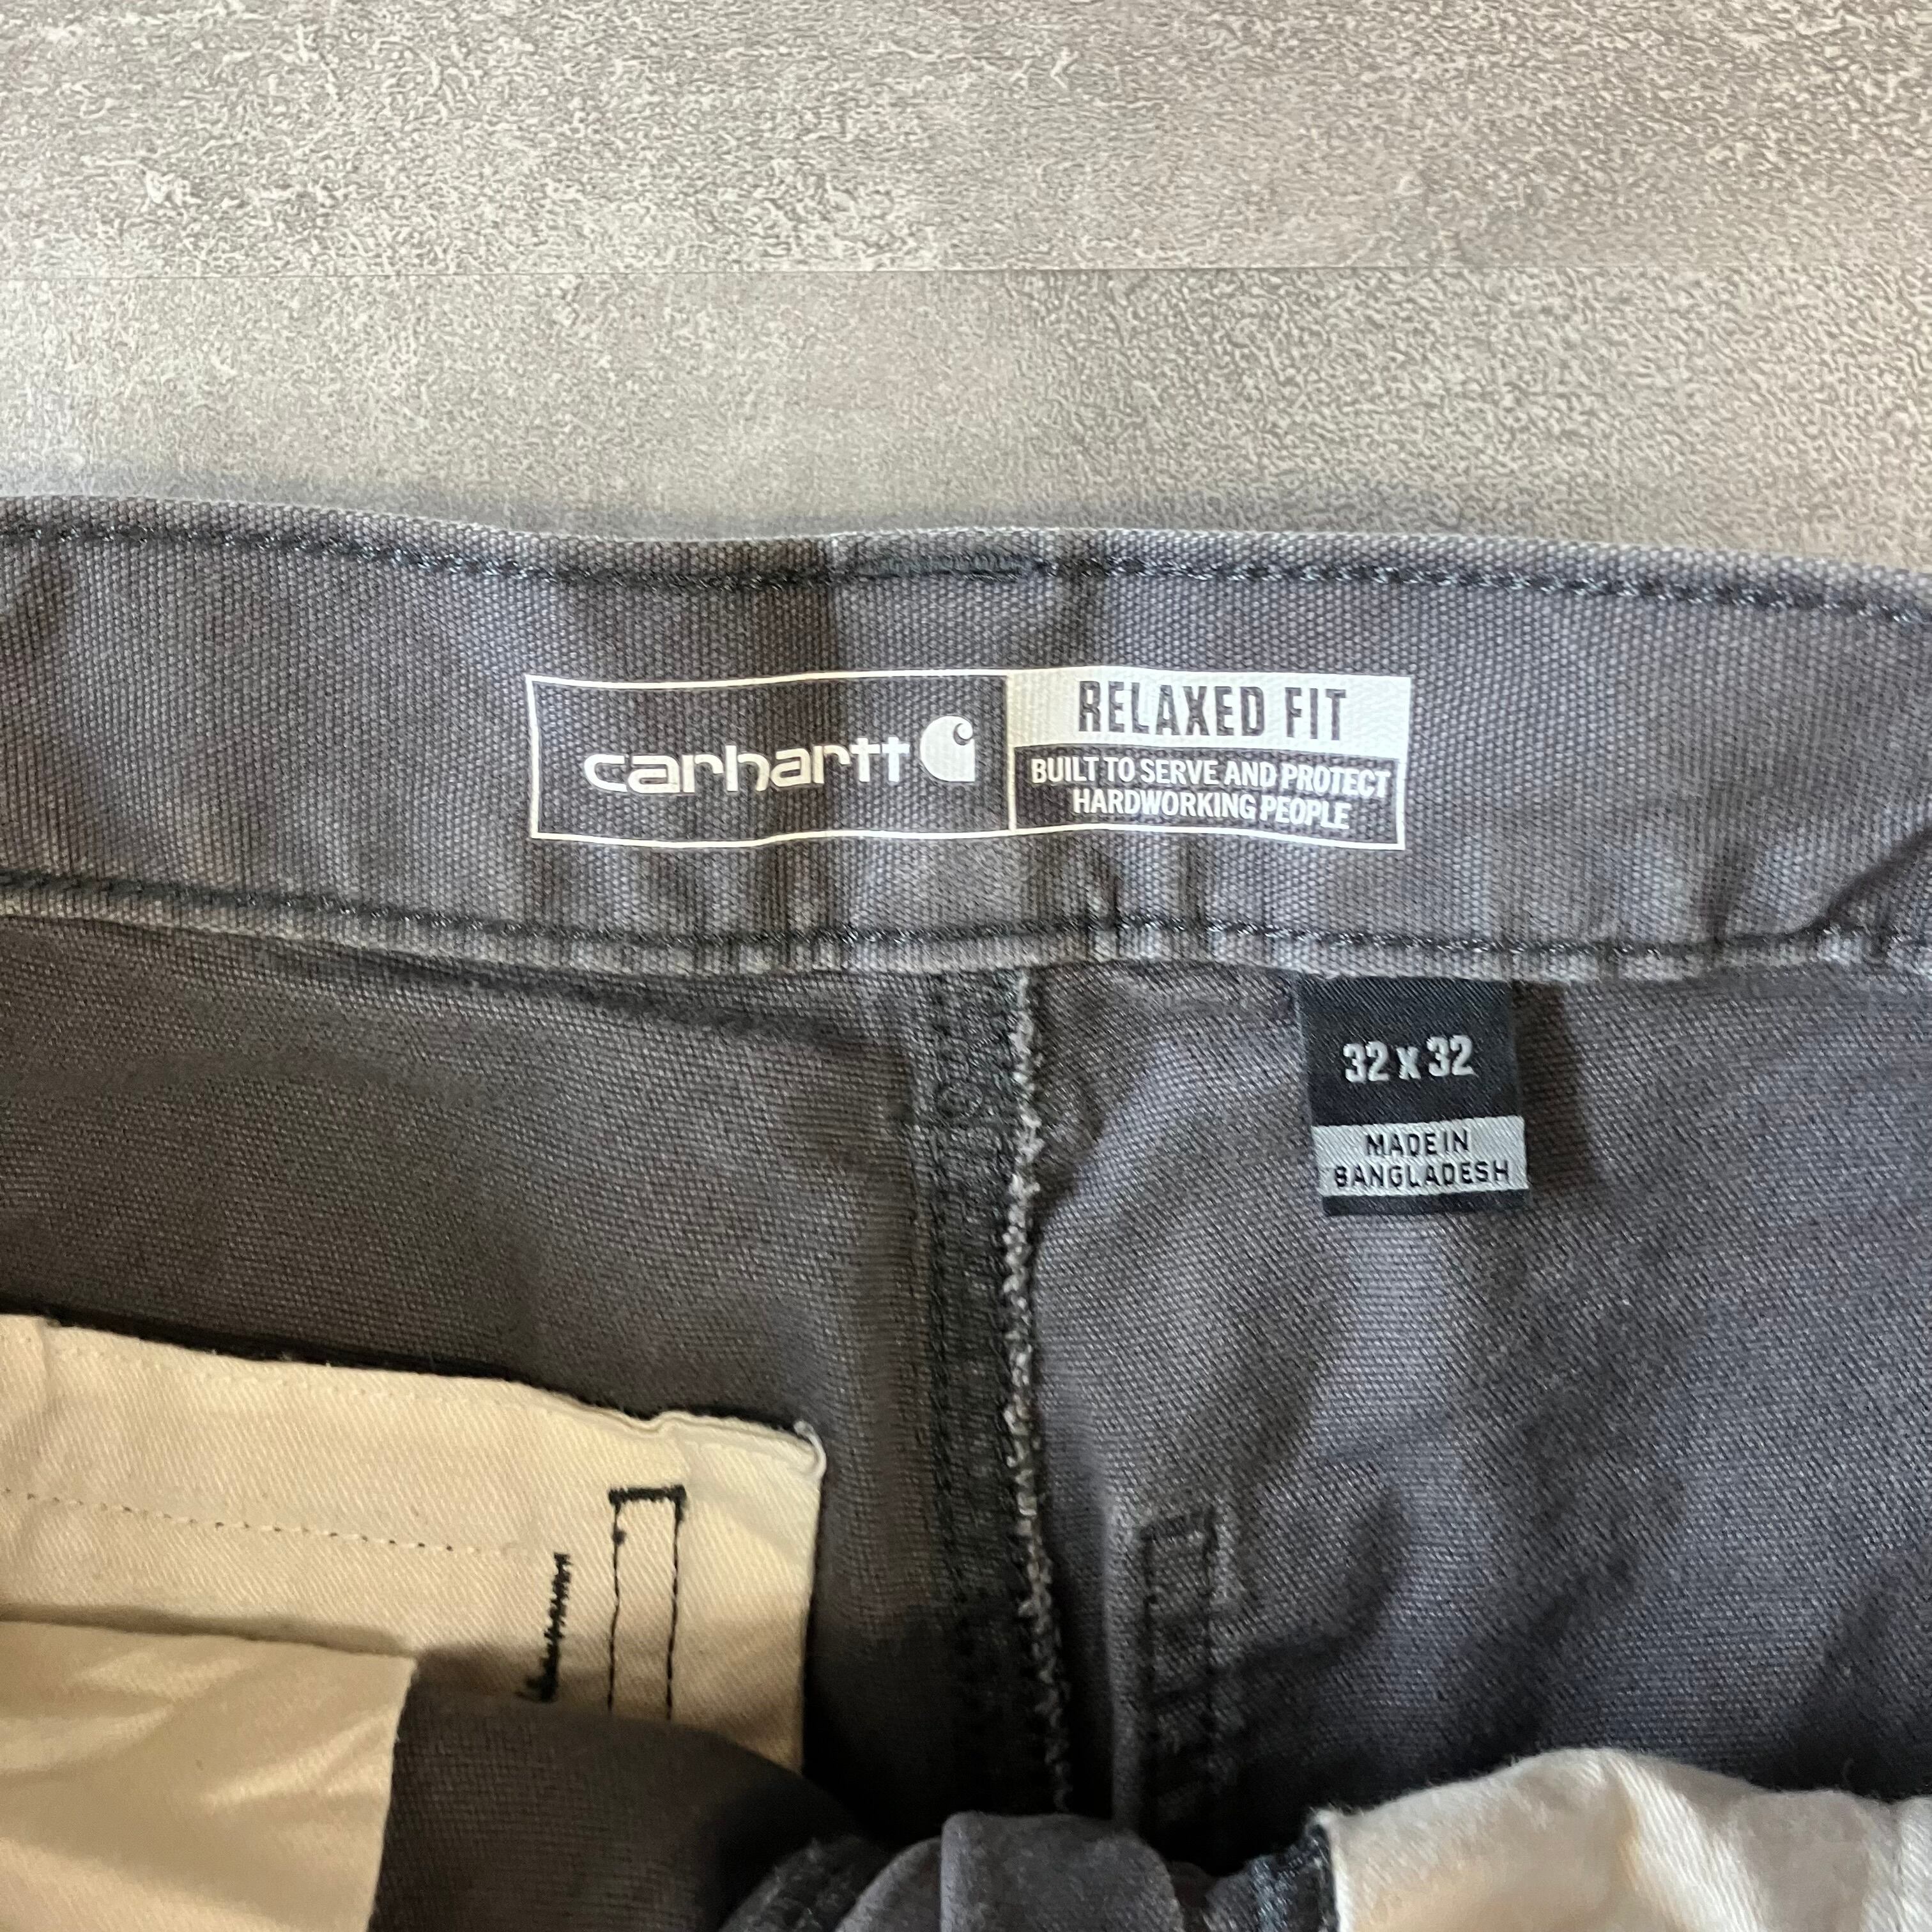 carhartt
RELAXED FIT
BUILT TO SERVE AND PROTECT
HARDWORKING PEOPLE
32 x 32
MADE IN
BANGLADESH